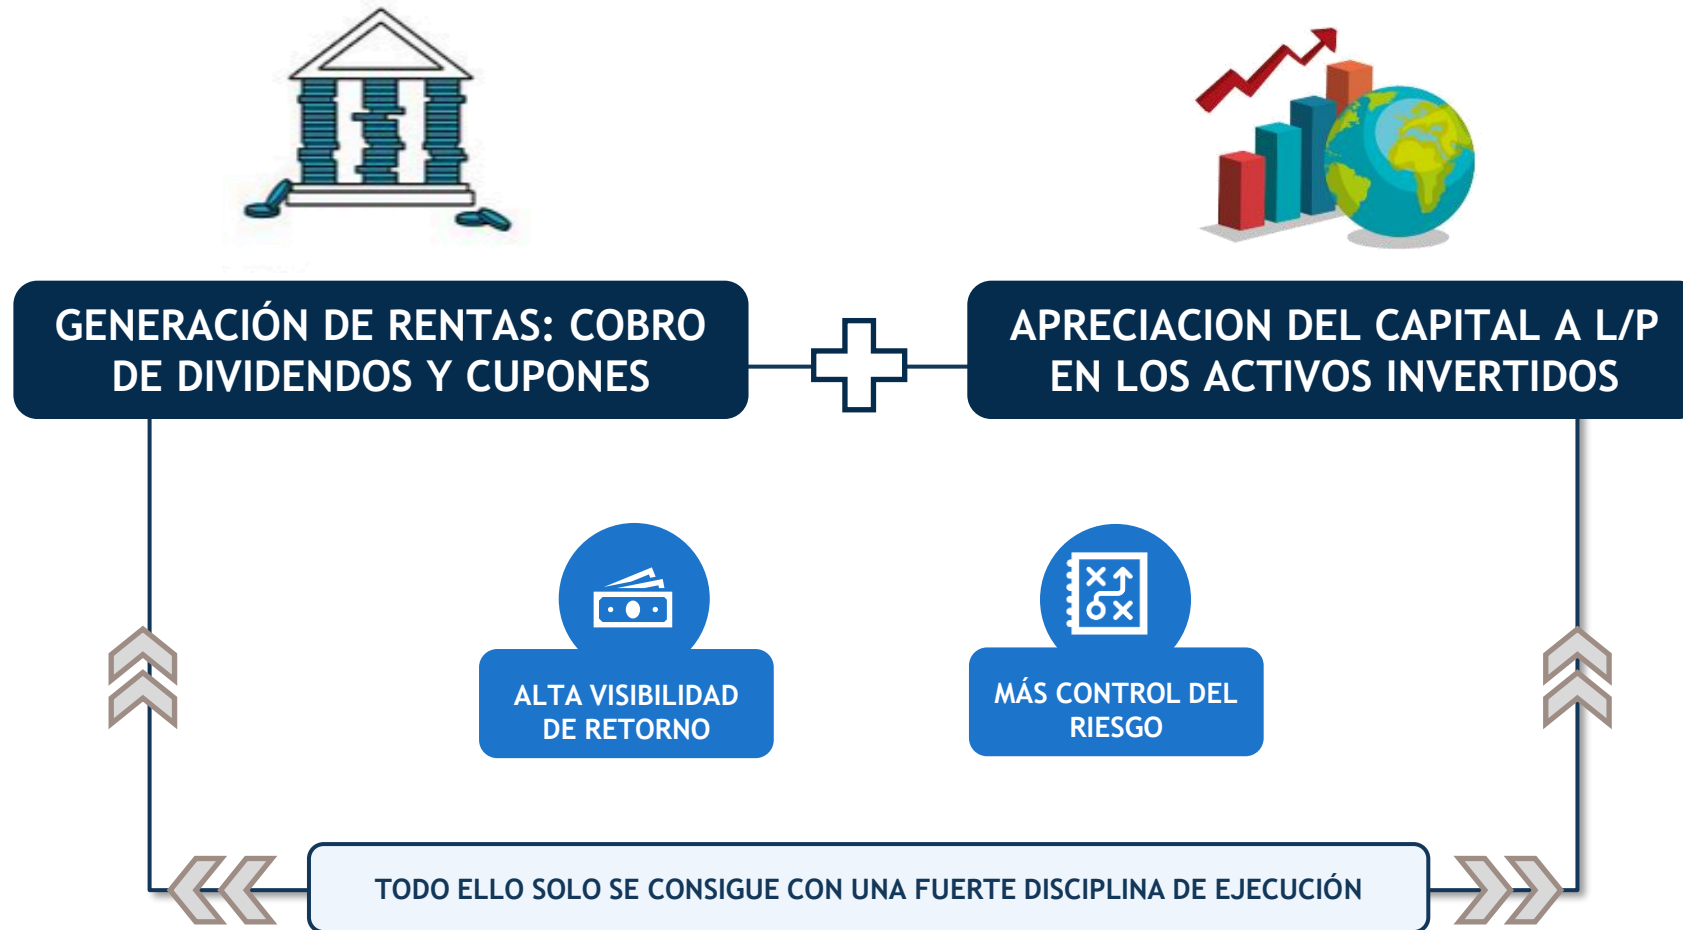 GENERACIÓN DE RENTAS: COBRO
DE DIVIDENDOS Y CUPONES
APRECIACION DEL CAPITAL A L/P
EN LOS ACTIVOS INVERTIDOS
ALTA VISIBILIDAD
DE RETORNO
MÁS CONTROL DEL
RIESGO
TODO ELLO SOLO SE CONSIGUE CON UNA FUERTE DISCIPLINA DE EJECUCIÓN